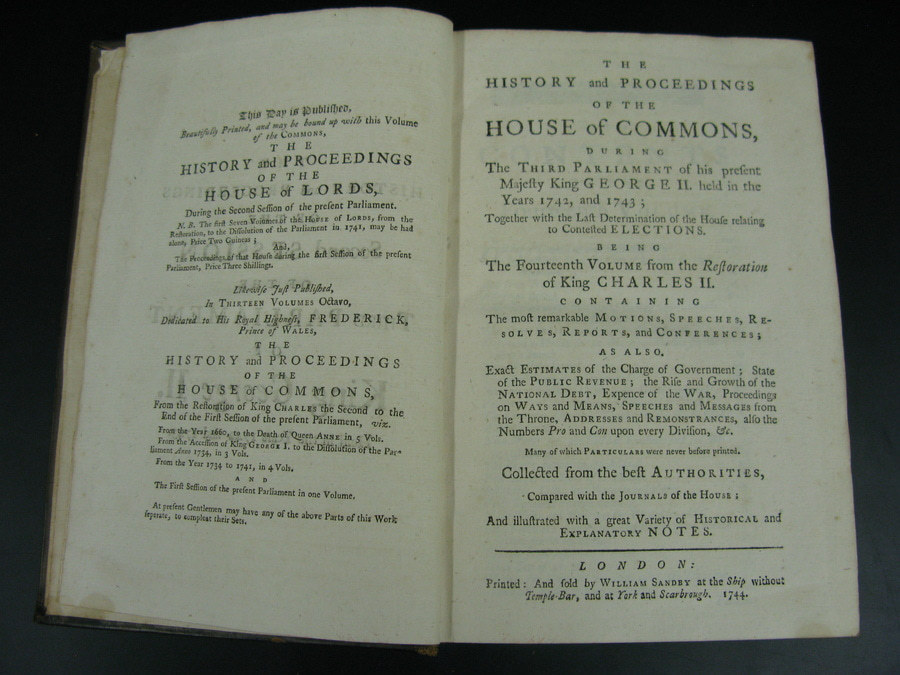 This Day is Published,
Beautifully Printed, and may be bound up with this Volume
of the COMMONS,
THE
HISTORY and PROCEEDINGS
OF THE
HOUSE of LORDS,
During the Second Seſſion of the preſent Parliament.
N. B. The firſt Seven Volumes of the HOUSE of LORDS, from the
Reſtoration, to the Diſſolution of the Parliament in 1741, may be had
alone, Price Two Guineas ;
And,
The Proceedings of that Houſe during the firſt Seſſion of the preſent
Parliament, Price Three Shillings.
Likewiſe Juſt Publiſhed,
In THIRTEEN VOLUMES Octavo,
Dedicated to His Royal Highneſs, FREDERICK,
Prince of WALES,
THE
HISTORY and PROCEEDINGS
OF THE
HOUSE of COMMONS,
From the Reſtoration of King CHARLES the Second to the
End of the Firſt Seſſion of the preſent Parliament, viz.
From the Year 1660, to the Death of Queen ANNE in 5 Vols.
From the Acceſſion of King GEORGE I. to the Diſſolution of the Par-
liament Anno 1734, in 3 Vols.
From the Year 1734 to 1741, in 4 Vols.
AND
The Firſt Seſſion of the preſent Parliament in one Volume.
At preſent Gentlemen may have any of the above Parts of this Work
ſeperate, to compleat their Sets.
THE
HISTORY and PROCEEDINGS
OF THE
HOUSE of COMMONS,
DURING
The THIRD PARLIAMENT of his preſent
Majeſty King GEORGE II. held in the
Years 1742, and 1743 ;
Together with the Laſt Determination of the Houſe relating
to Conteſted ELECTIONS.
BEING
The Fourteenth VOLUME from the Reſtoration
of King CHARLES II.
CONTAINING
The moſt remarkable MOTIONS, SPEECHES, RE-
SOLVES, REPORTS, and CONFERENCES ;
AS ALSO,
Exact ESTIMATES of the Charge of Government ; State
of the PUBLIC REVENUE ; the Riſe and Growth of the
NATIONAL DEBT, Expence of the WAR, Proceedings
on WAYS and MEANS, SPEECHES and MESSAGES from
the Throne, ADDRESSES and REMONSTRANCES, alſo the
Numbers Pro and Con upon every Diviſion, &c.
Many of which PARTICULARS were never before printed.
Collected from the beſt AUTHORITIES,
Compared with the JOURNALS of the HOUSE ;
And illuſtrated with a great Variety of HISTORICAL and
EXPLANATORY NOTES.
LONDON:
Printed : And ſold by WILLIAM SANDBY at the Ship without
Temple-Bar, and at York and Scarbrough. 1744.